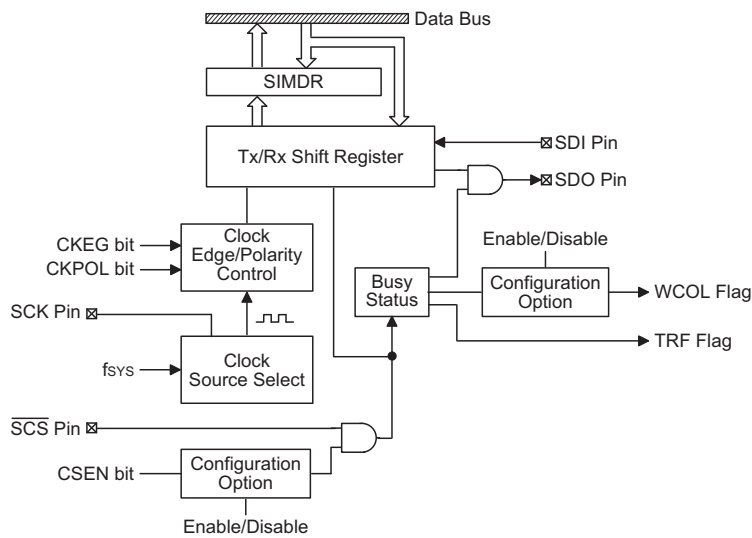 Data Bus
SIMDR
Tx/Rx Shift Register
SDI Pin
SDO Pin
CKEG bit
CKPOL bit
Clock
Edge/Polarity
Control
Enable/Disable
Busy
Status
Configuration
Option
WCOL Flag
SCK Pin
TRF Flag
fSYS
Clock
Source Select
SCS Pin
CSEN bit
Configuration
Option
Enable/Disable